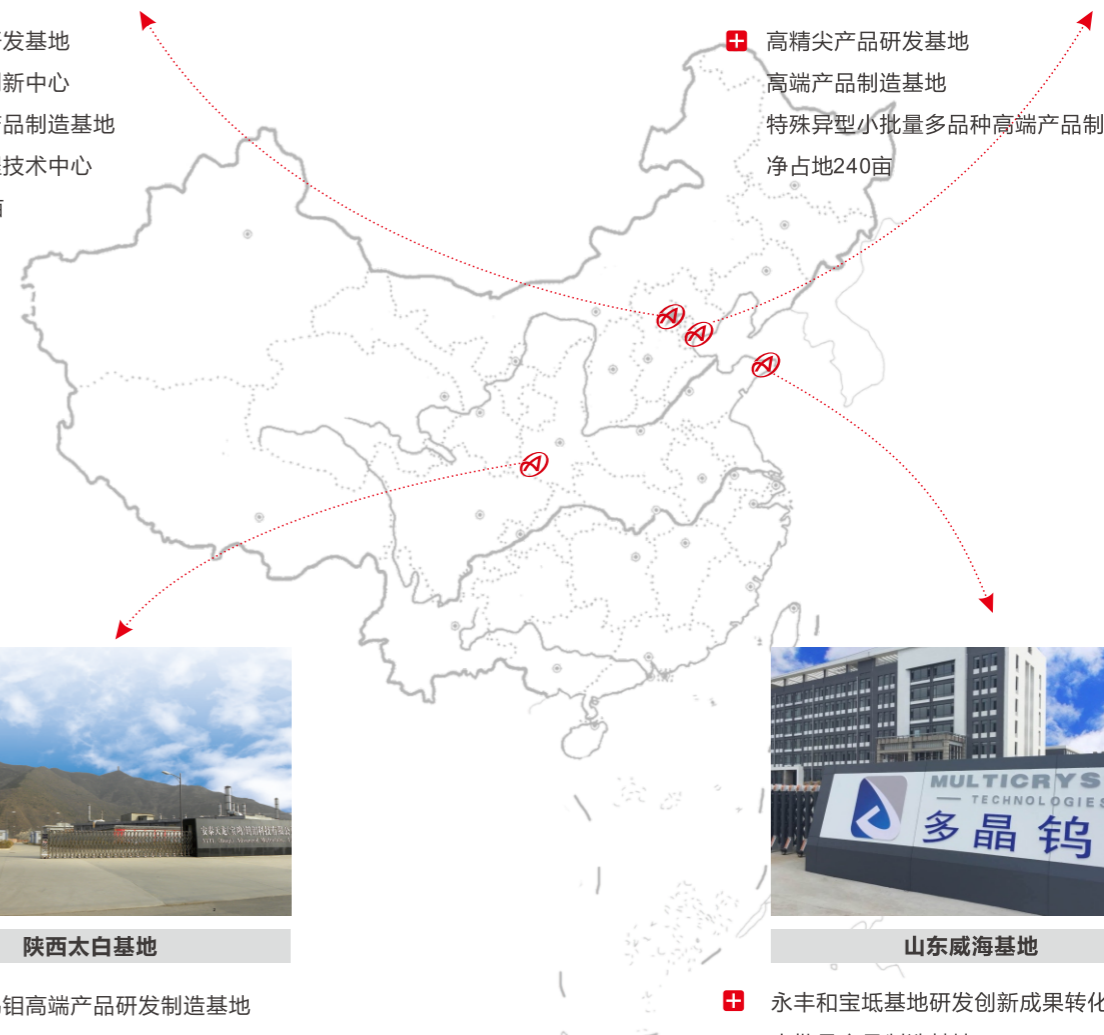 发基地
新中心
品制造基地
技术中心
高精尖产品研发基地
高端产品制造基地
特殊异型小批量多品种高端产品制
净占地240亩
MULTICRYS
TECHNOLOGIES
多晶钨
陕西太白基地
山东威海基地
钼高端产品研发制造基地
永丰和宝坻基地研发创新成果转化